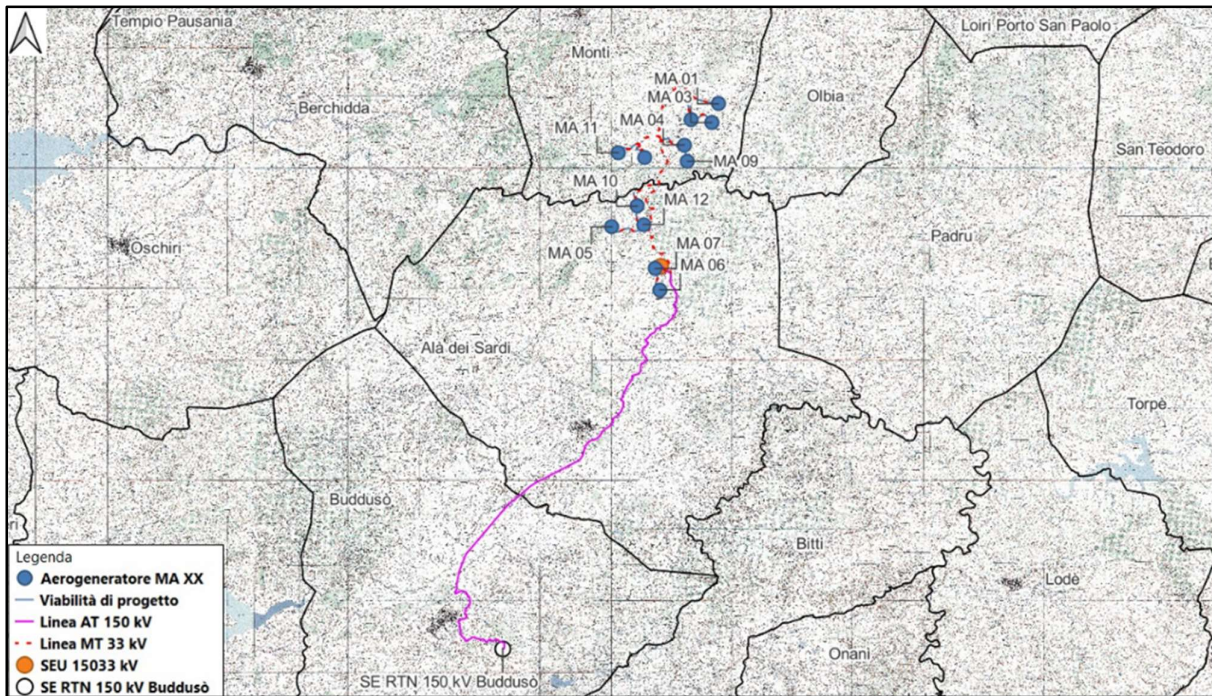 Tempio Pausania
Monti
Loiri Porto San Paolo
MA 01
MA 03
Olbia
Berchidda
MA 04
MA 11
San Teodoro
MA 09
MA 10
MA 12
Oschiri
MA 05
MA 07
Padru
MA 06
Alà dei Sardi
Torpè
Buddusò
eri
Bitti
Lodè
Onanì
SE RTN 150 kV Buddusò
Legenda
Aerogeneratore MA XX
Viabilità di progetto
Linea AT 150 kV
Linea MT 33 kV
SEU 15033 kV
SE RTN 150 kV Buddusò